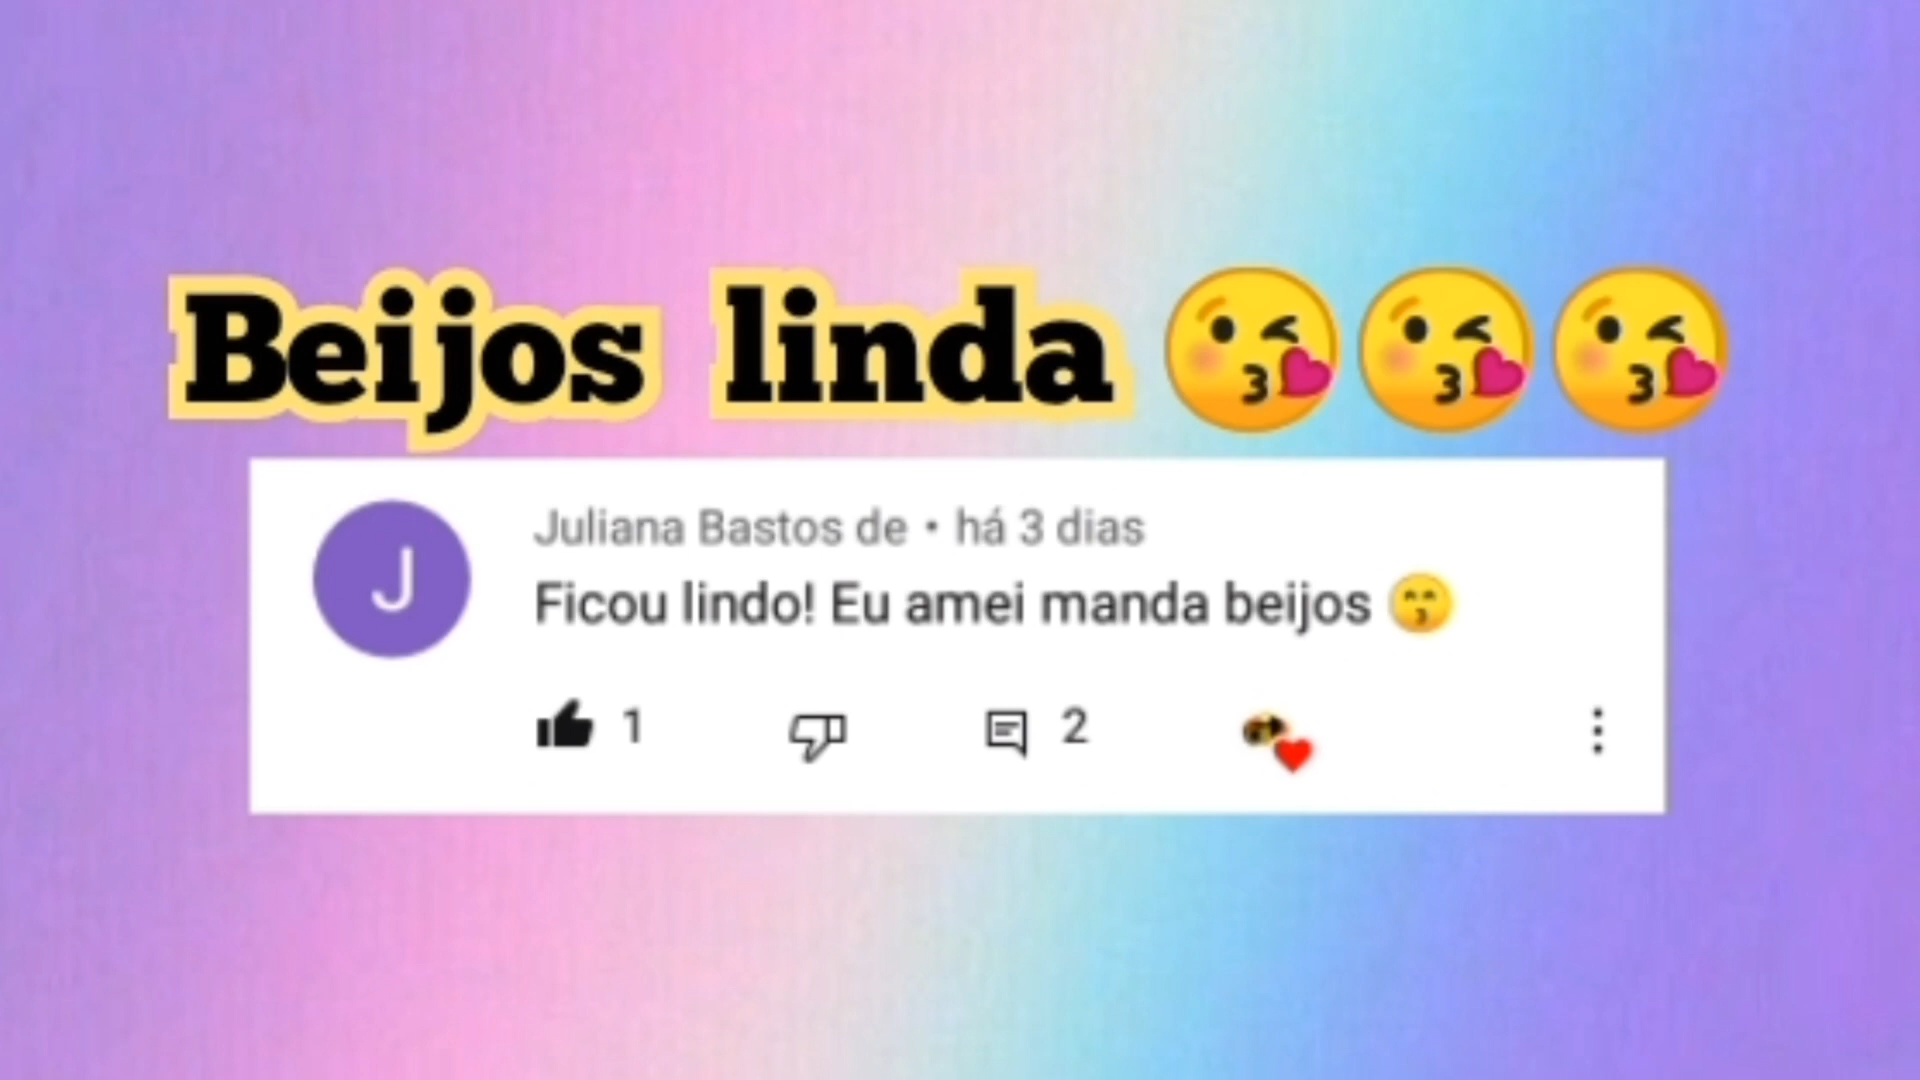 Beijos linda 😘😘😘
J
Juliana Bastos de • há 3 dias
Ficou lindo! Eu amei manda beijos 😙
1 2